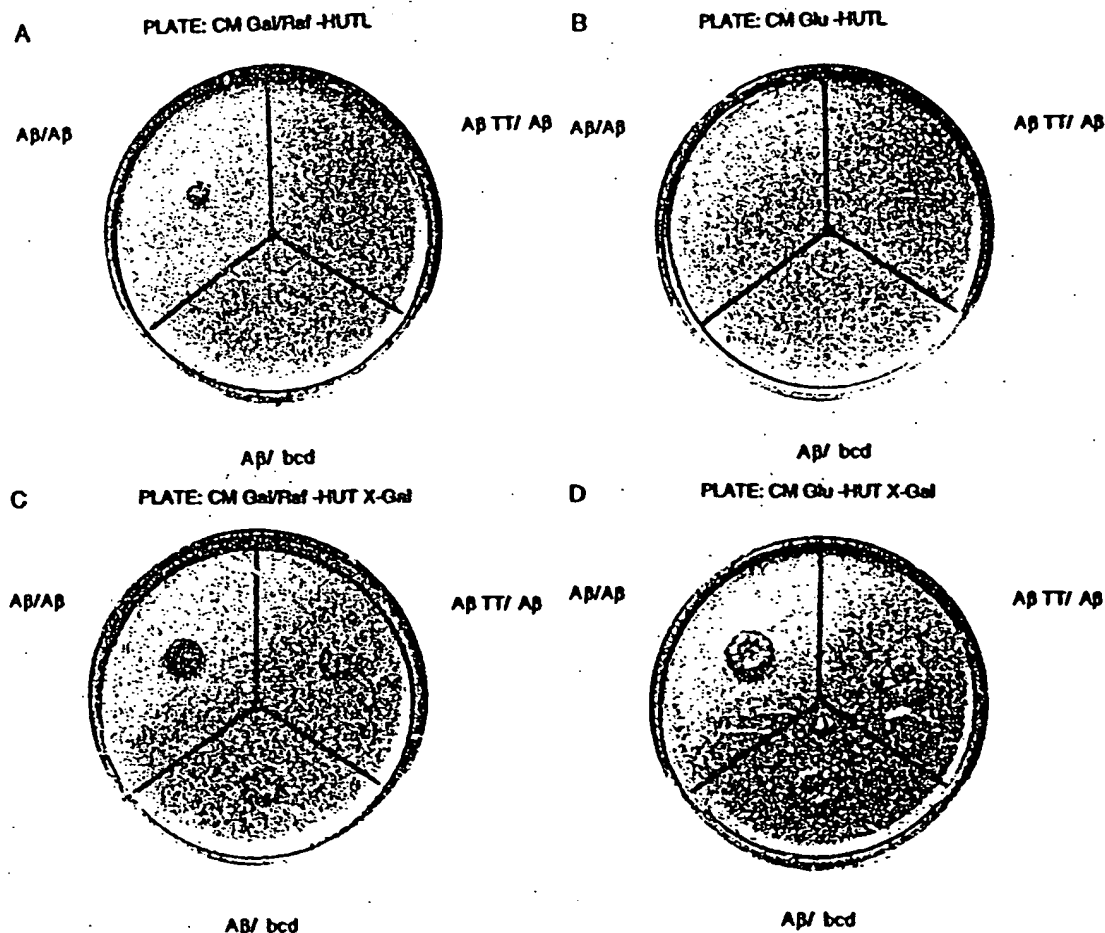 A
PLATE: CM Gal/Raf -HUTL
Aβ/Aβ
Aβ TT/ Aβ
Aβ/ bcd
B
PLATE: CM Glu -HUTL
Aβ/Aβ
Aβ TT/ Aβ
Aβ/ bcd
C
PLATE: CM Gal/Raf -HUT X-Gal
Aβ/Aβ
Aβ TT/ Aβ
Aβ/ bcd
D
PLATE: CM Glu -HUT X-Gal
Aβ/Aβ
Aβ TT/ Aβ
Aβ/ bcd